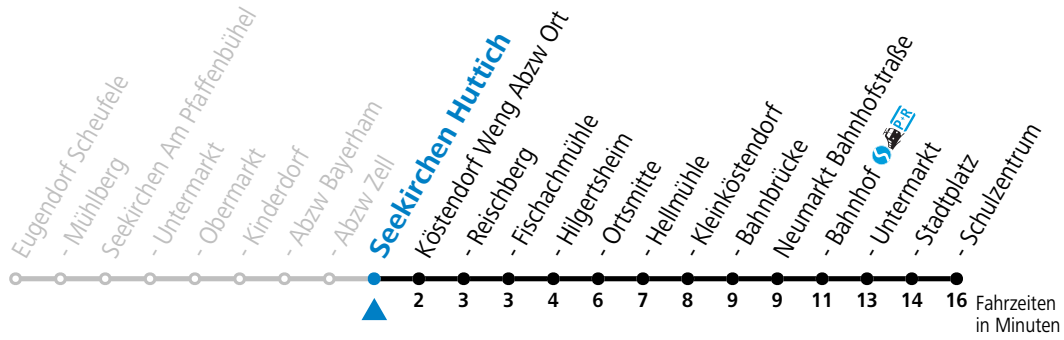 Eugendorf Scheufele
- Mühlberg
Seekirchen Am Pfaffenbühel
- Untermarkt
- Obermarkt
- Kinderdorf
- Abzw Bayerham
- Abzw Zell
Seekirchen Huttich
Köstendorf Weng Abzw Ort
- Reischberg
- Fischachmühle
- Hilgertsheim
- Ortsmitte
- Hellmühle
- Kleinköstendorf
- Bahnbrücke
Neumarkt Bahnhofstraße
- Bahnhof S P+R
- Untermarkt
- Stadtplatz
- Schulzentrum
2 3 3 4 6 7 8 9 9 11 13 14 16 Fahrzeiten
in Minuten